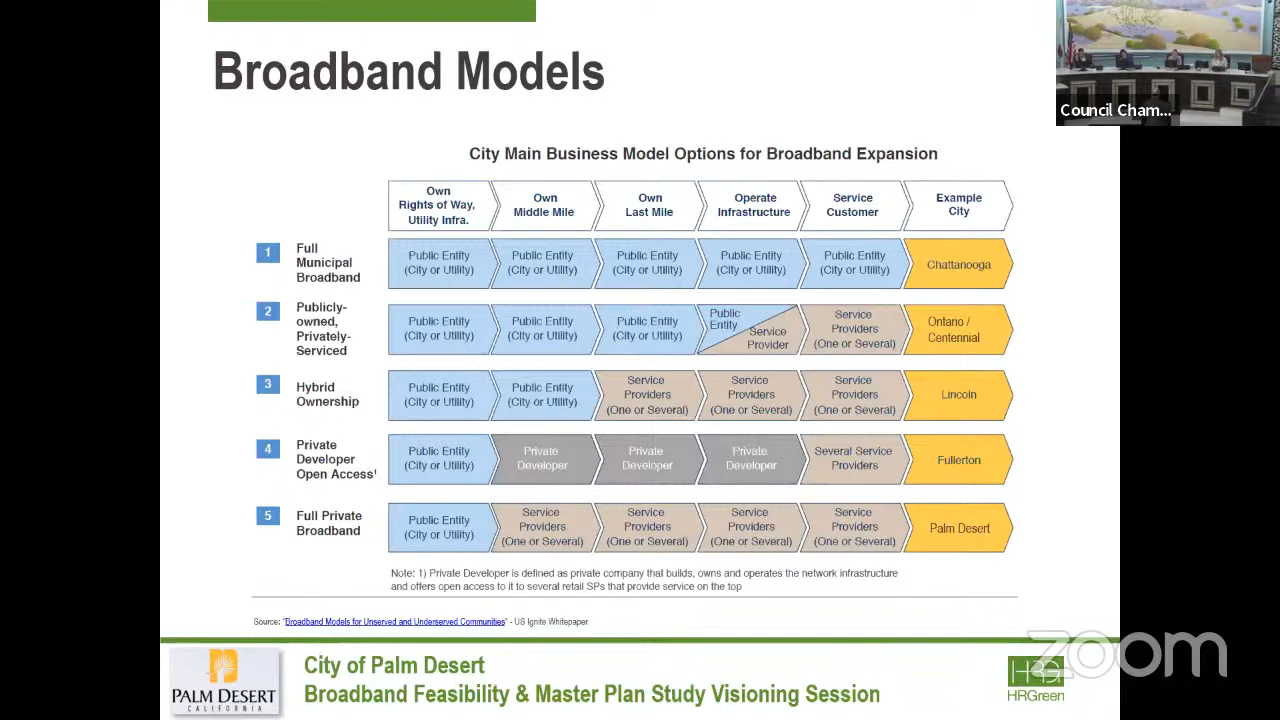 Broadband Models
Council Cham...
City Main Business Model Options for Broadband Expansion
Own
Rights of Way,
Utility Infra.
Own
Middle Mile
Own
Last Mile
Operate
Infrastructure
Service
Customer
Example
City
1
Full
Municipal
Broadband
Public Entity
(City or Utility)
Public Entity
(City or Utility)
Public Entity
(City or Utility)
Public Entity
(City or Utility)
Public Entity
(City or Utility)
Chattanooga
2
Publicly-
owned,
Privately-
Serviced
Public Entity
(City or Utility)
Public Entity
(City or Utility)
Public Entity
(City or Utility)
Public
Entity
Service
Provider
Service
Providers
(One or Several)
Ontario /
Centennial
3
Hybrid
Ownership
Public Entity
(City or Utility)
Public Entity
(City or Utility)
Service
Providers
(One or Several)
Service
Providers
(One or Several)
Service
Providers
(One or Several)
Lincoln
4
Private
Developer
Open Access¹
Public Entity
(City or Utility)
Private
Developer
Private
Developer
Private
Developer
Several Service
Providers
Fullerton
5
Full Private
Broadband
Public Entity
(City or Utility)
Service
Providers
(One or Several)
Service
Providers
(One or Several)
Service
Providers
(One or Several)
Service
Providers
(One or Several)
Palm Desert
Note: 1) Private Developer is defined as private company that builds, owns and operates the network infrastructure
and offers open access to it to several retail SPs that provide service on the top
Source: "Broadband Models for Unserved and Underserved Communities" - US Ignite Whitepaper
PALM DESERT
CALIFORNIA
City of Palm Desert
Broadband Feasibility & Master Plan Study Visioning Session
HRG
HRGreen
zoom